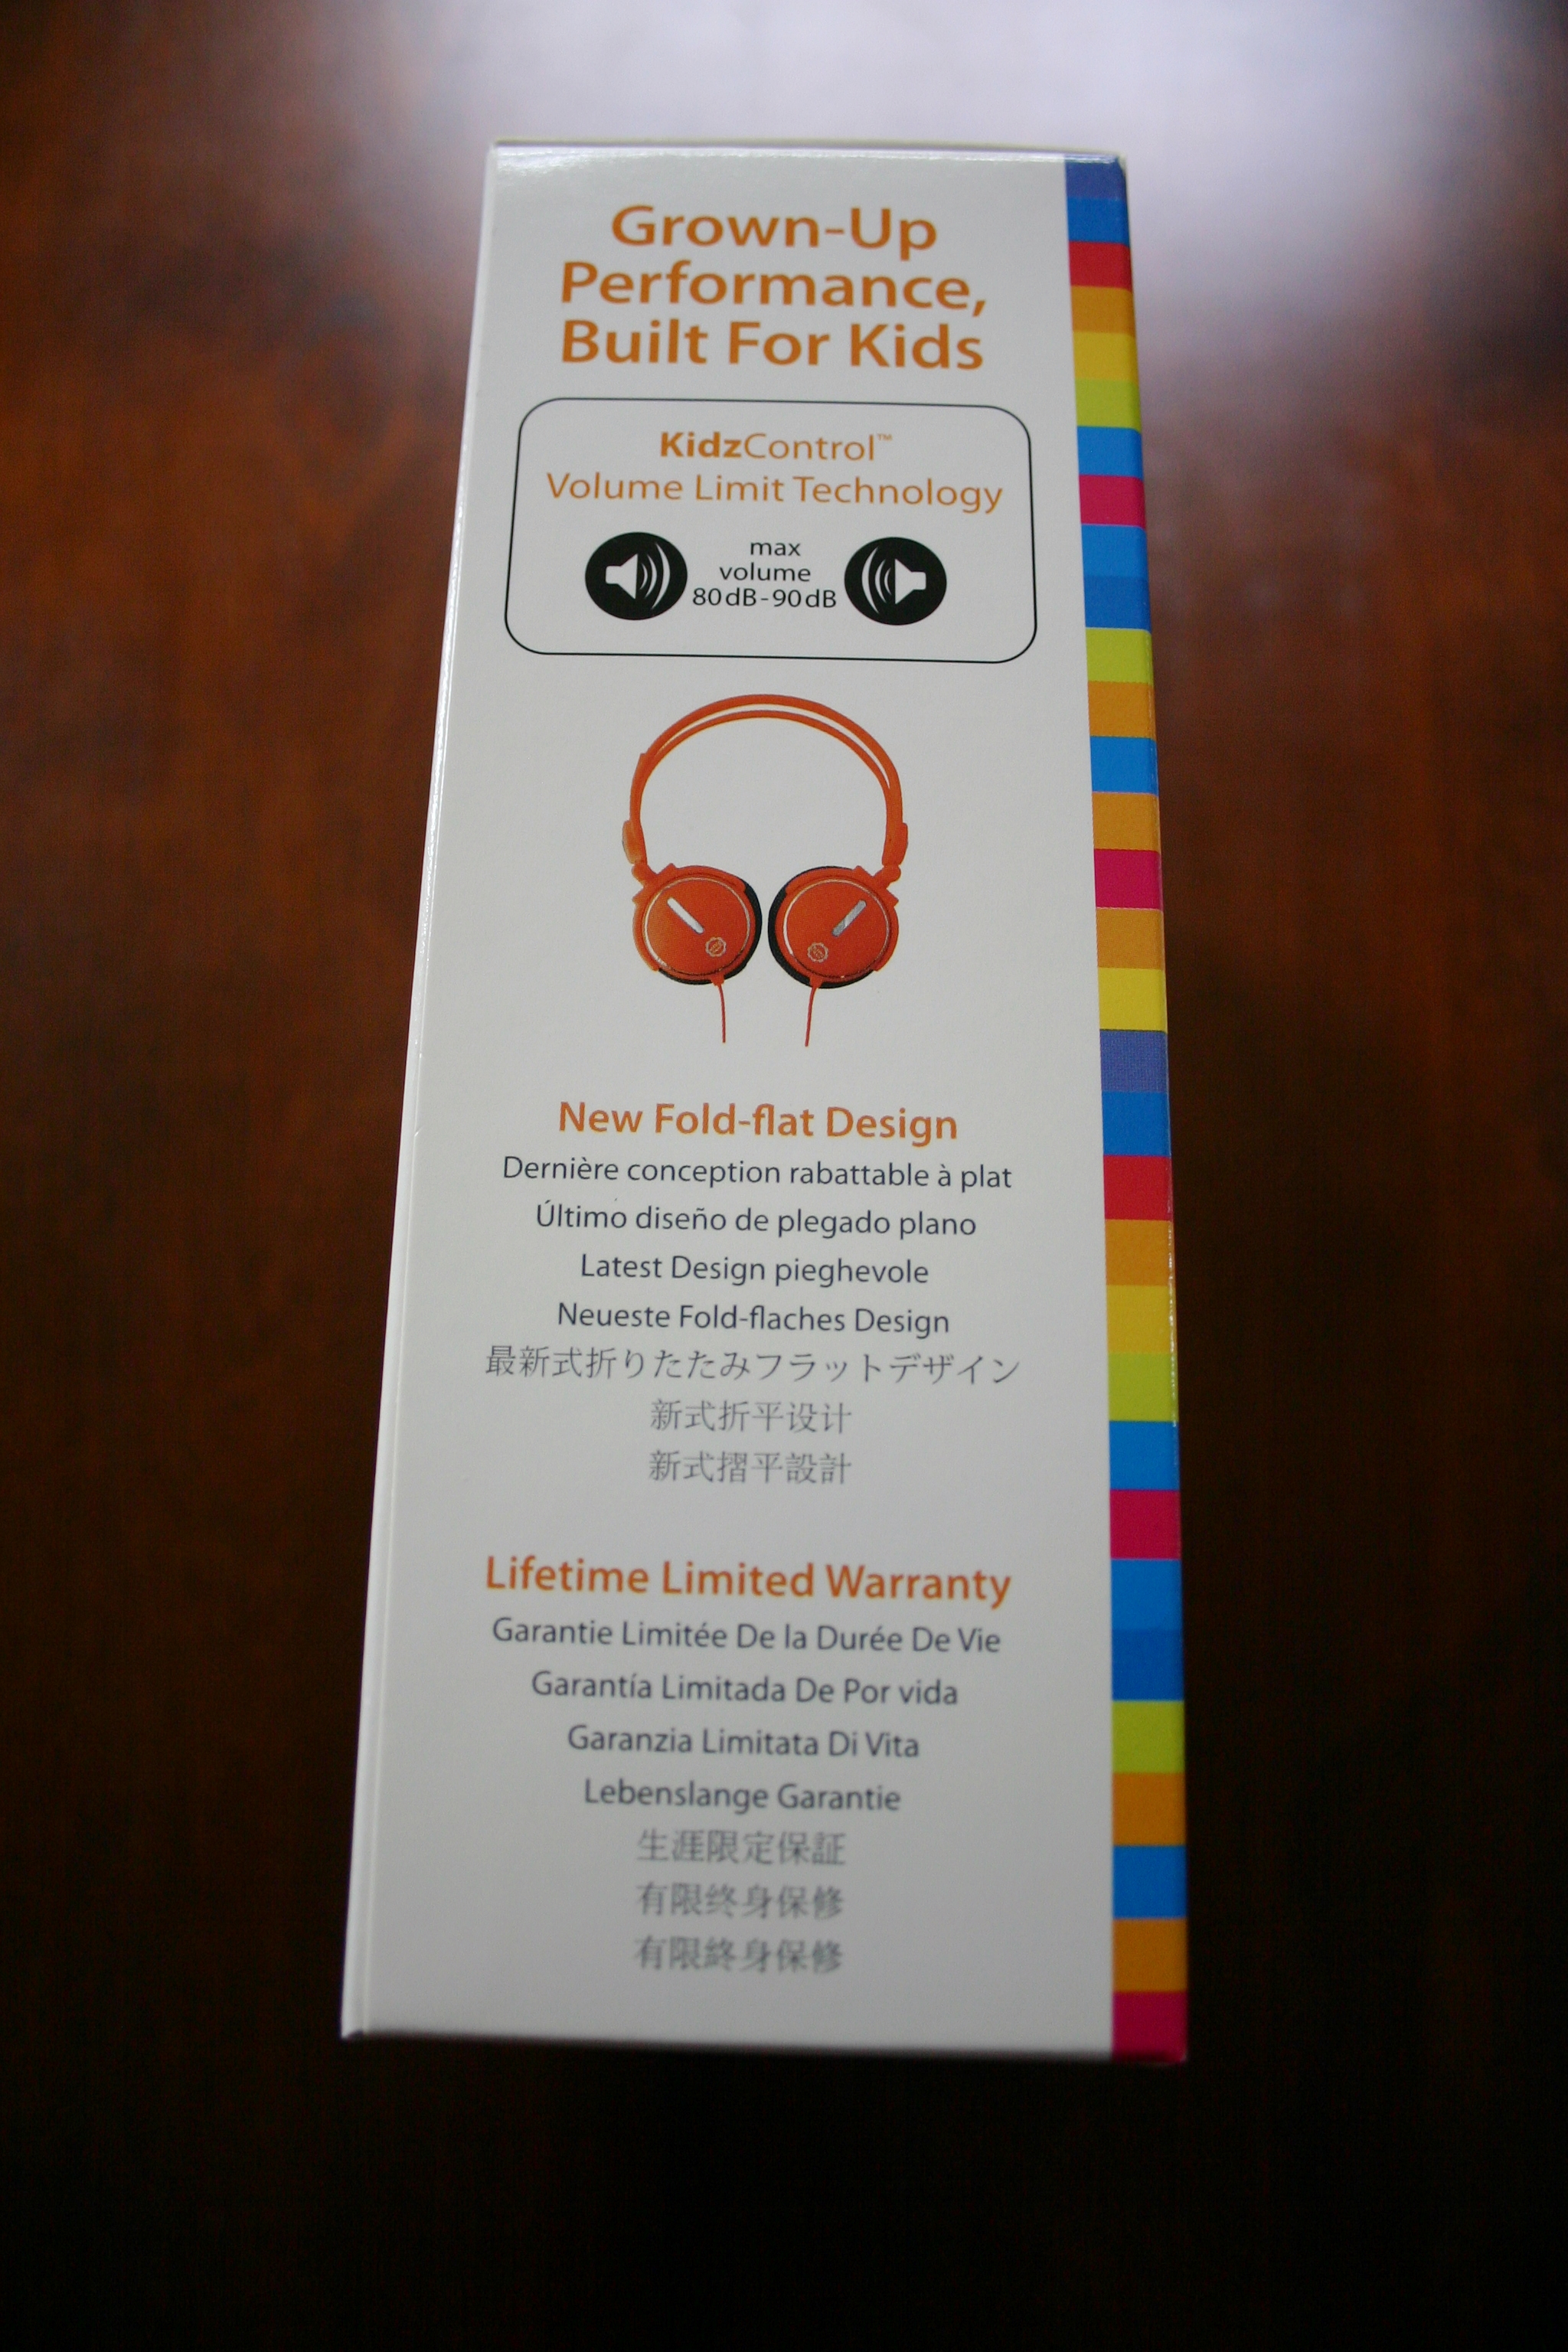 Grown-Up
Performance,
Built For Kids
KidzControl™
Volume Limit Technology
max
volume
80dB-90dB
New Fold-flat Design
Dernière conception rabattable à plat
Último diseño de plegado plano
Latest Design pieghevole
Neueste Fold-flaches Design
最新式折りたたみフラットデザイン
新式折平设计
新式摺平設計
Lifetime Limited Warranty
Garantie Limitée De la Durée De Vie
Garantía Limitada De Por vida
Garanzia Limitata Di Vita
Lebenslange Garantie
生涯限定保証
有限终身保修
有限終身保修